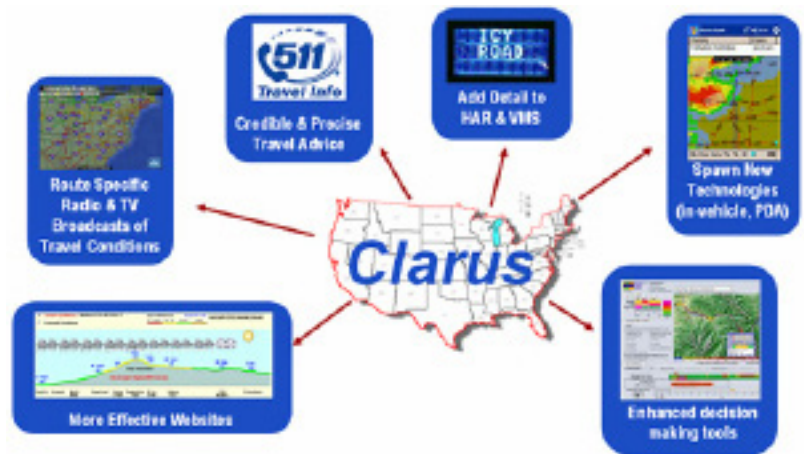 511
Travel Info
Credible & Precise
Travel Advice
ICY
ROAD
Add Detail to
HAR & VMS
Spawn New
Technologies
(in-vehicle, PDA)
Route Specific
Radio & TV
Broadcasts of
Travel Conditions
Clarus
More Effective Websites
Enhanced decision
making tools